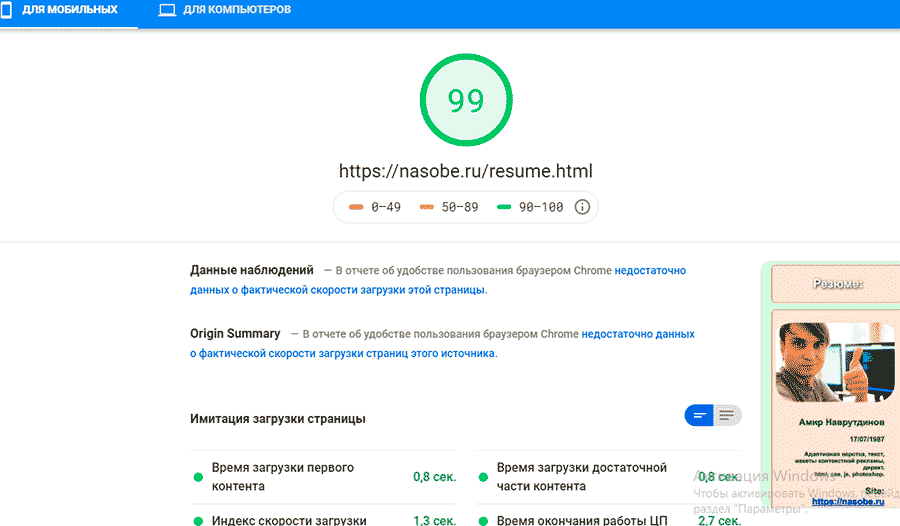 ДЛЯ МОБИЛЬНЫХ ДЛЯ КОМПЬЮТЕРОВ
99
https://nasobe.ru/resume.html
0–49 50–89 90–100
Данные наблюдений — В отчете об удобстве пользования браузером Chrome недостаточно
данных о фактической скорости загрузки этой страницы.
Origin Summary — В отчете об удобстве пользования браузером Chrome недостаточно данных
о фактической скорости загрузки страниц этого источника.
Имитация загрузки страницы
Время загрузки первого
контента
0,8 сек.
Время загрузки достаточной
части контента
0,8 сек.
Индекс скорости загрузки 1,3 сек.
Время окончания работы ЦП 2,7 сек.
Резюме:
Амир Наврутдинов
17/07/1987
Адаптивная верстка, текст,
макеты контекстной рекламы,
директ.
html, css, js, photoshop.
Site:
https://nasobe.ru
Активация Windows
Чтобы активировать Windows, перейд
раздел "Параметры".